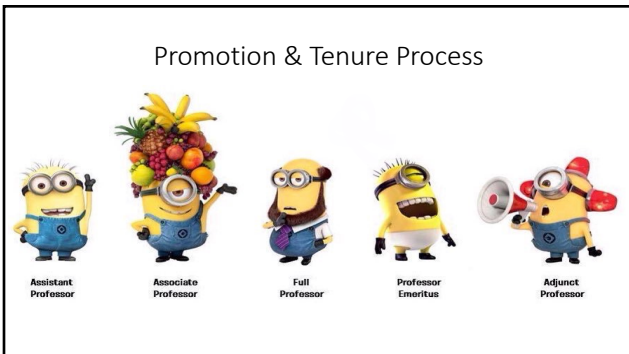 Promotion & Tenure Process
Assistant
Professor
Associate
Professor
Full
Professor
Professor
Emeritus
Adjunct
Professor